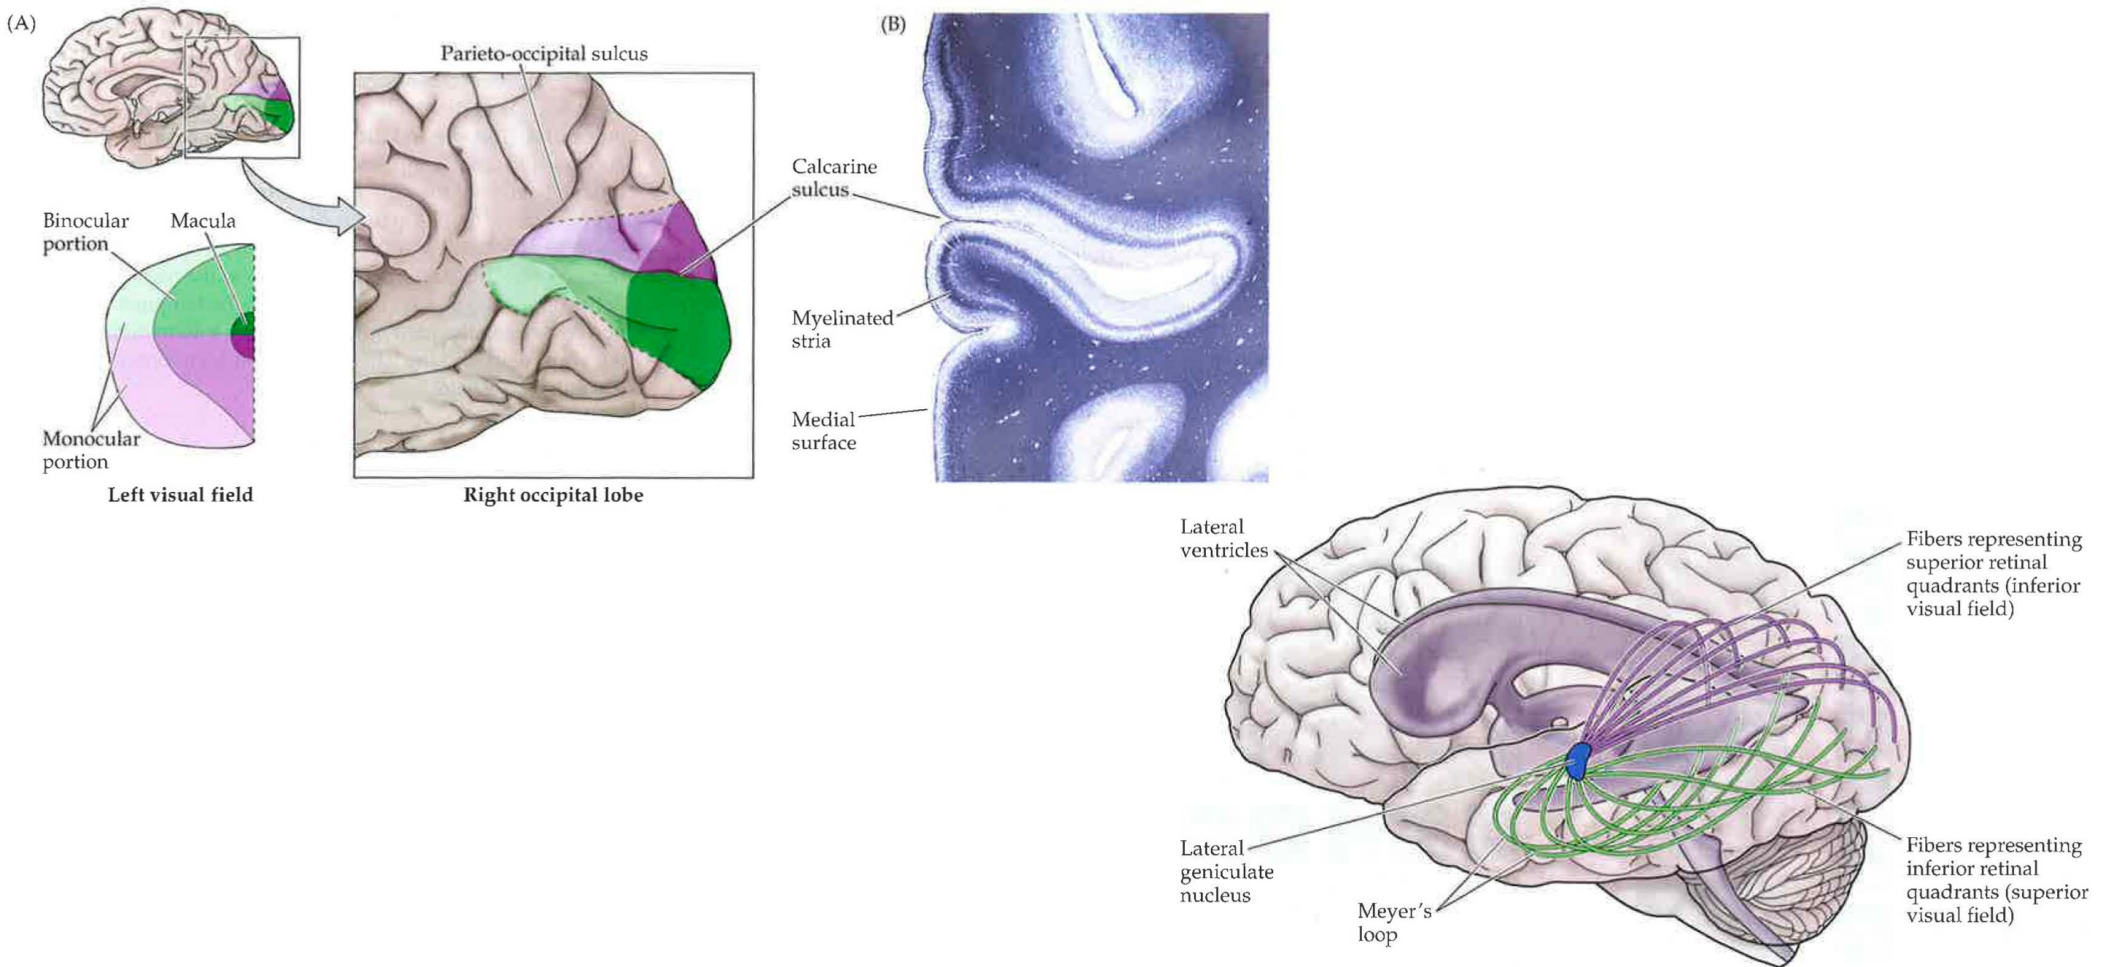 (A)
Parieto-occipital sulcus
Binocular
portion
Macula
Monocular
portion
Left visual field
Right occipital lobe
(B)
Calcarine
sulcus
Myelinated
stria
Medial
surface
Lateral
ventricles
Fibers representing
superior retinal
quadrants (inferior
visual field)
Lateral
geniculate
nucleus
Meyer's
loop
Fibers representing
inferior retinal
quadrants (superior
visual field)